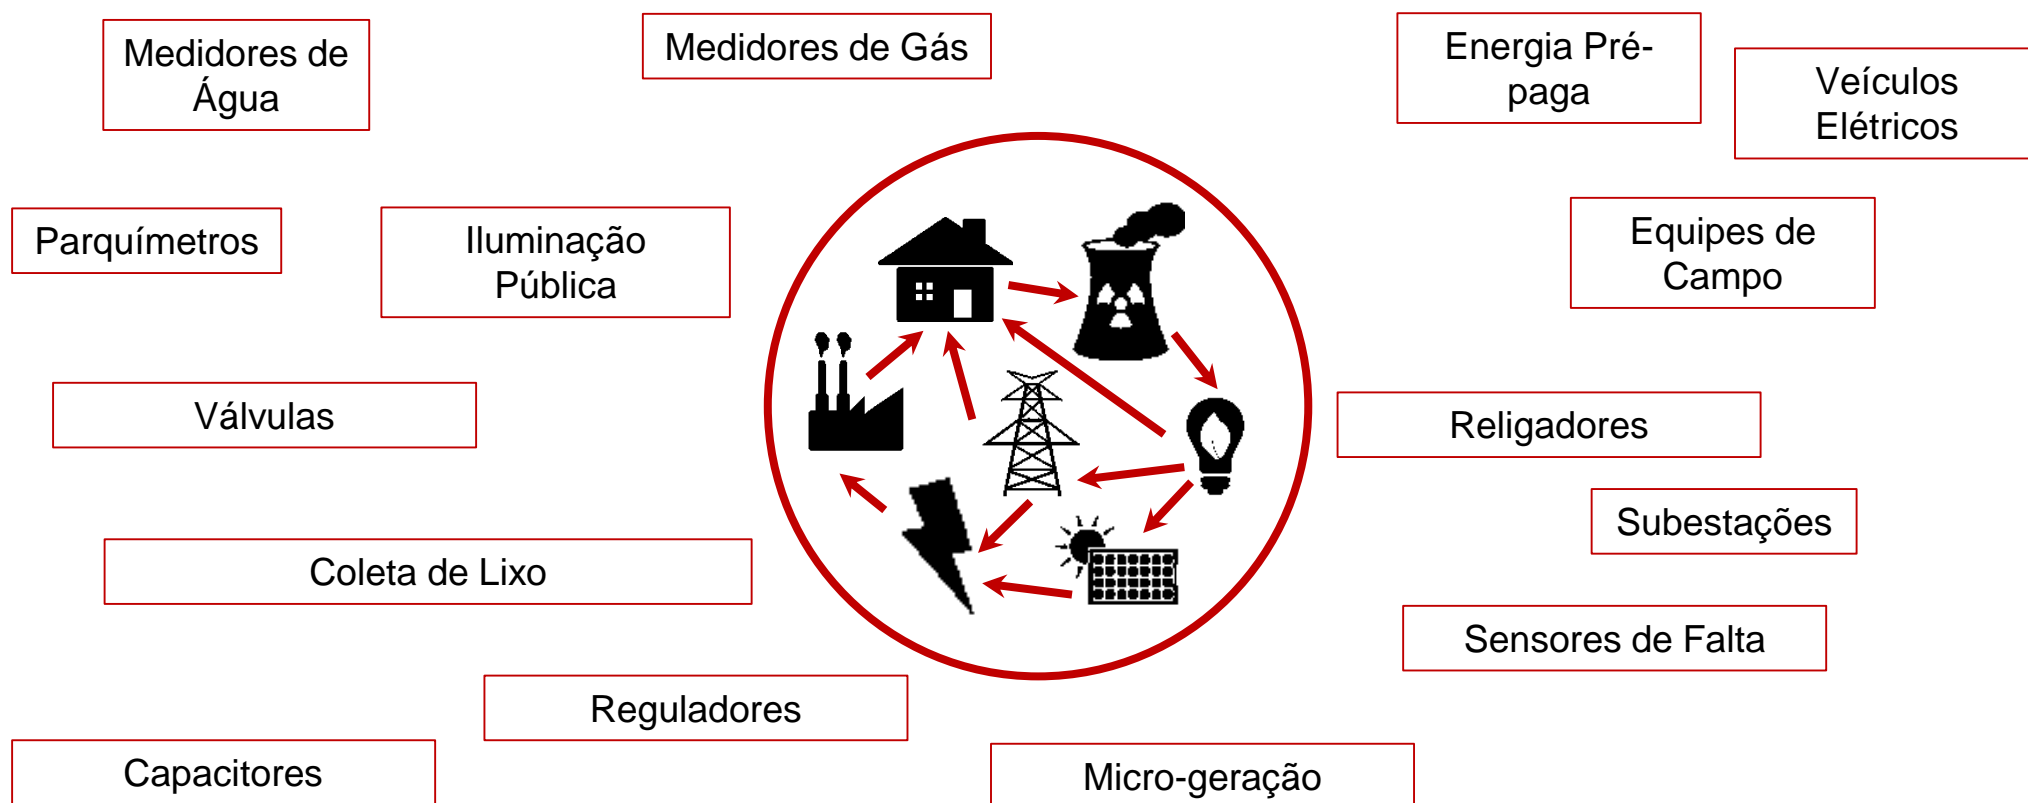 Medidores de
Água
Medidores de Gás
Energia Pré-
paga
Veículos
Elétricos
Parquímetros
Iluminação
Pública
Equipes de
Campo
Válvulas
Religadores
Subestações
Coleta de Lixo
Sensores de Falta
Reguladores
Capacitores
Micro-geração